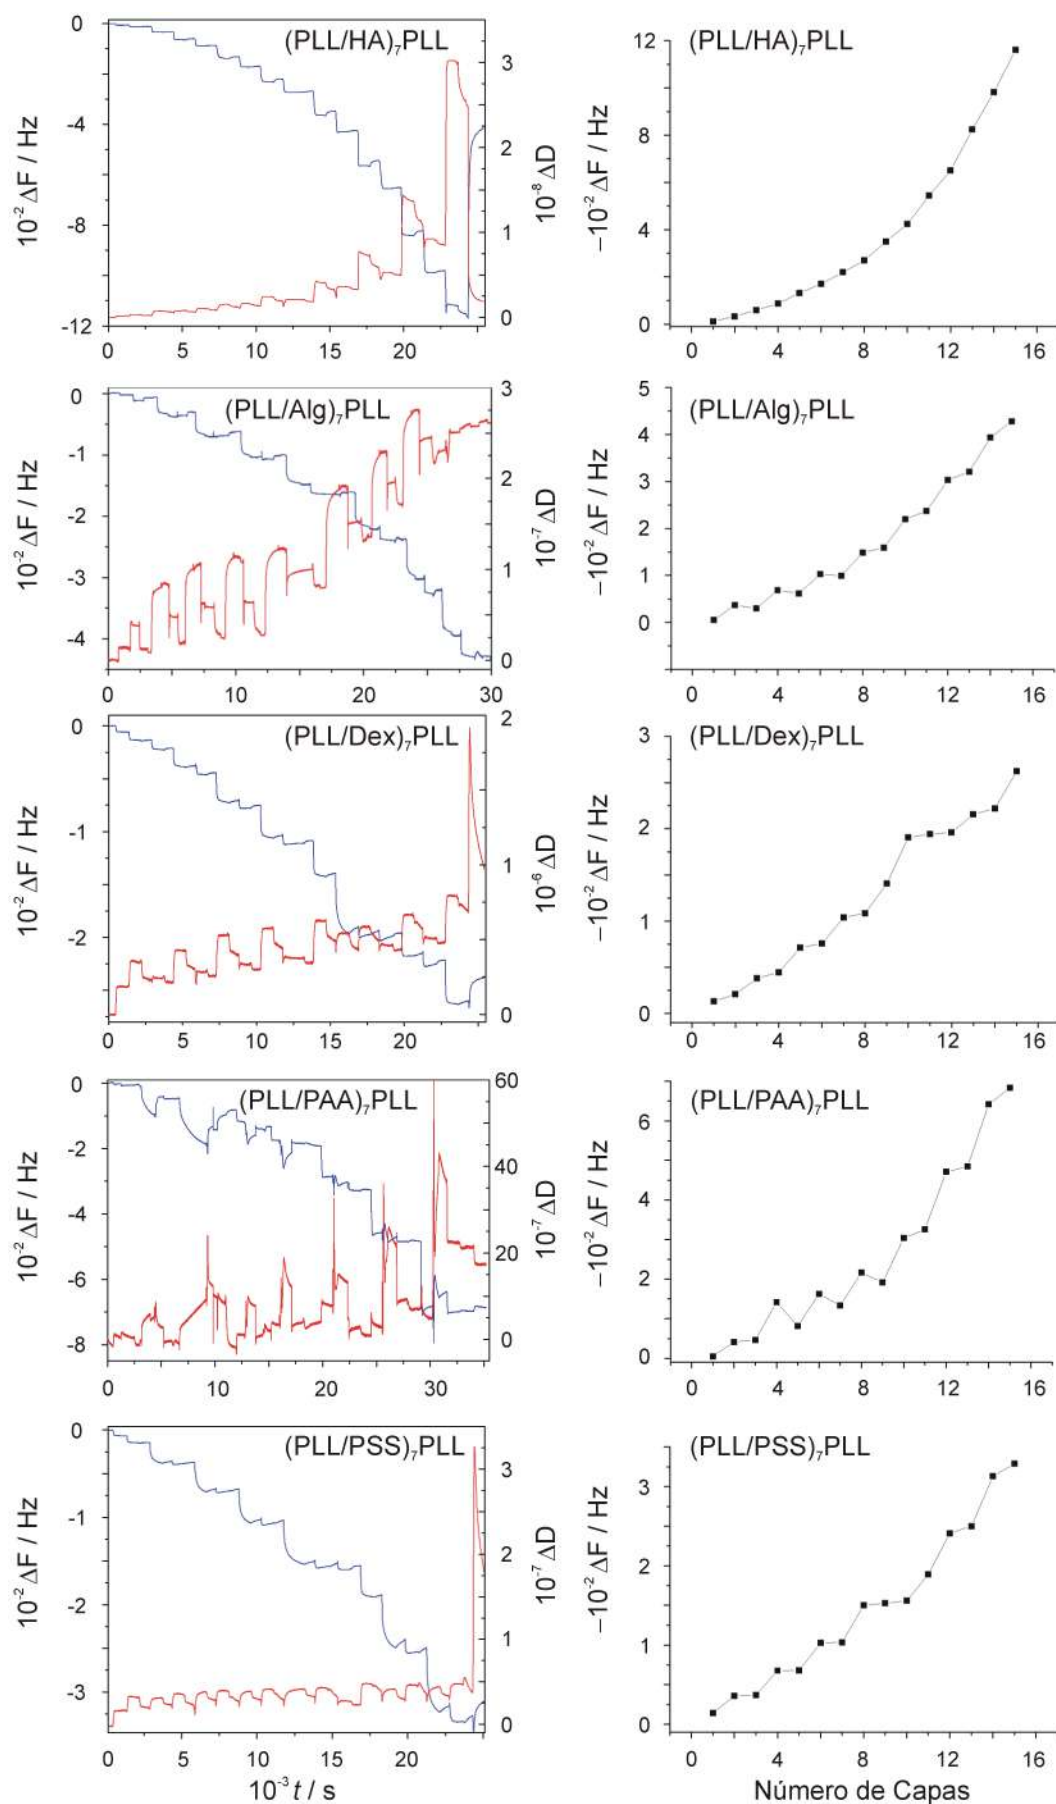 (PLL/HA)₇PLL
10⁻² ΔF / Hz
0
-4
-8
-12
3
2
1
0
10⁻⁸ ΔD
0 5 10 15 20
(PLL/HA)₇PLL
–10⁻² ΔF / Hz
12
8
4
0
0 4 8 12 16
(PLL/Alg)₇PLL
10⁻² ΔF / Hz
0
-1
-2
-3
-4
3
2
1
0
10⁻⁷ ΔD
0 10 20 30
(PLL/Alg)₇PLL
–10⁻² ΔF / Hz
5
4
3
2
1
0
0 4 8 12 16
(PLL/Dex)₇PLL
10⁻² ΔF / Hz
0
-1
-2
2
1
0
10⁻⁶ ΔD
0 5 10 15 20
(PLL/Dex)₇PLL
–10⁻² ΔF / Hz
3
2
1
0
0 4 8 12 16
(PLL/PAA)₇PLL
10⁻² ΔF / Hz
0
-2
-4
-6
-8
60
40
20
0
10⁻⁷ ΔD
0 10 20 30
(PLL/PAA)₇PLL
–10⁻² ΔF / Hz
6
4
2
0
0 4 8 12 16
(PLL/PSS)₇PLL
10⁻² ΔF / Hz
0
-1
-2
-3
3
2
1
0
10⁻⁷ ΔD
0 5 10 15 20
10⁻³ t / s
(PLL/PSS)₇PLL
–10⁻² ΔF / Hz
3
2
1
0
0 4 8 12 16
Número de Capas